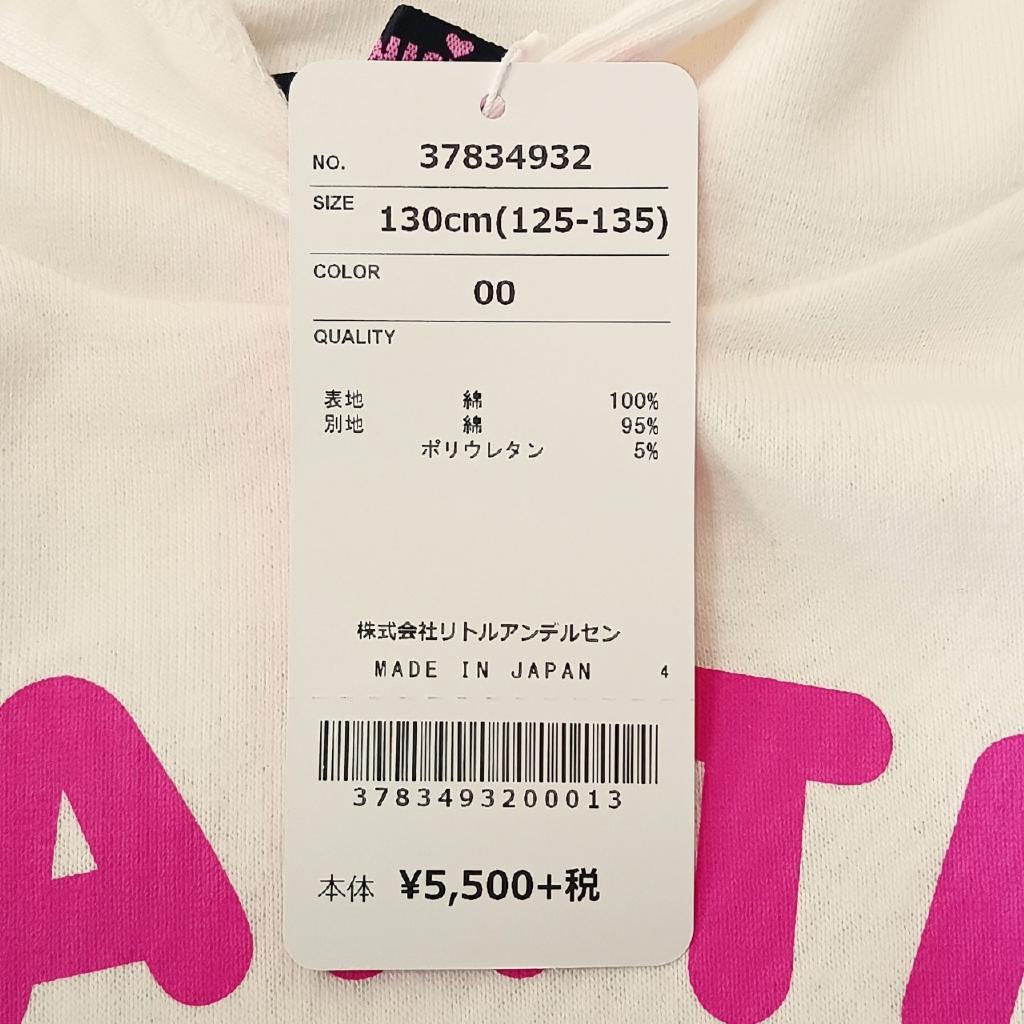 NO. 37834932
SIZE 130cm(125-135)
COLOR 00
QUALITY
表地 綿 100%
別地 綿 95%
ポリウレタン 5%
株式会社リトルアンデルセン
MADE IN JAPAN 4
3783493200013
本体 ¥5,500+税